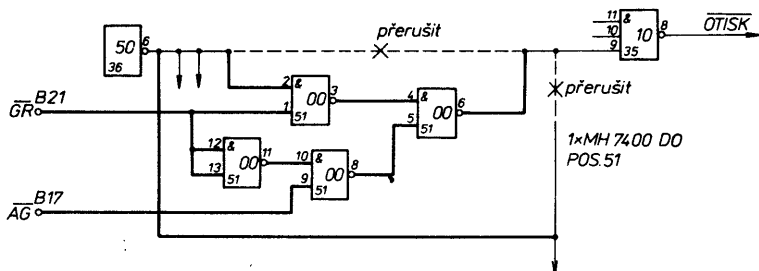 11 &
10
9 35
10 8
OTISK
přerušit
50 6
36
2 &
00 3
1 51
4 &
00 6
5 51
přerušit
GR B21
12 &
00 11
13 51
10 &
00 8
9 51
1×MH 7400 DO
POS.51
AG B17